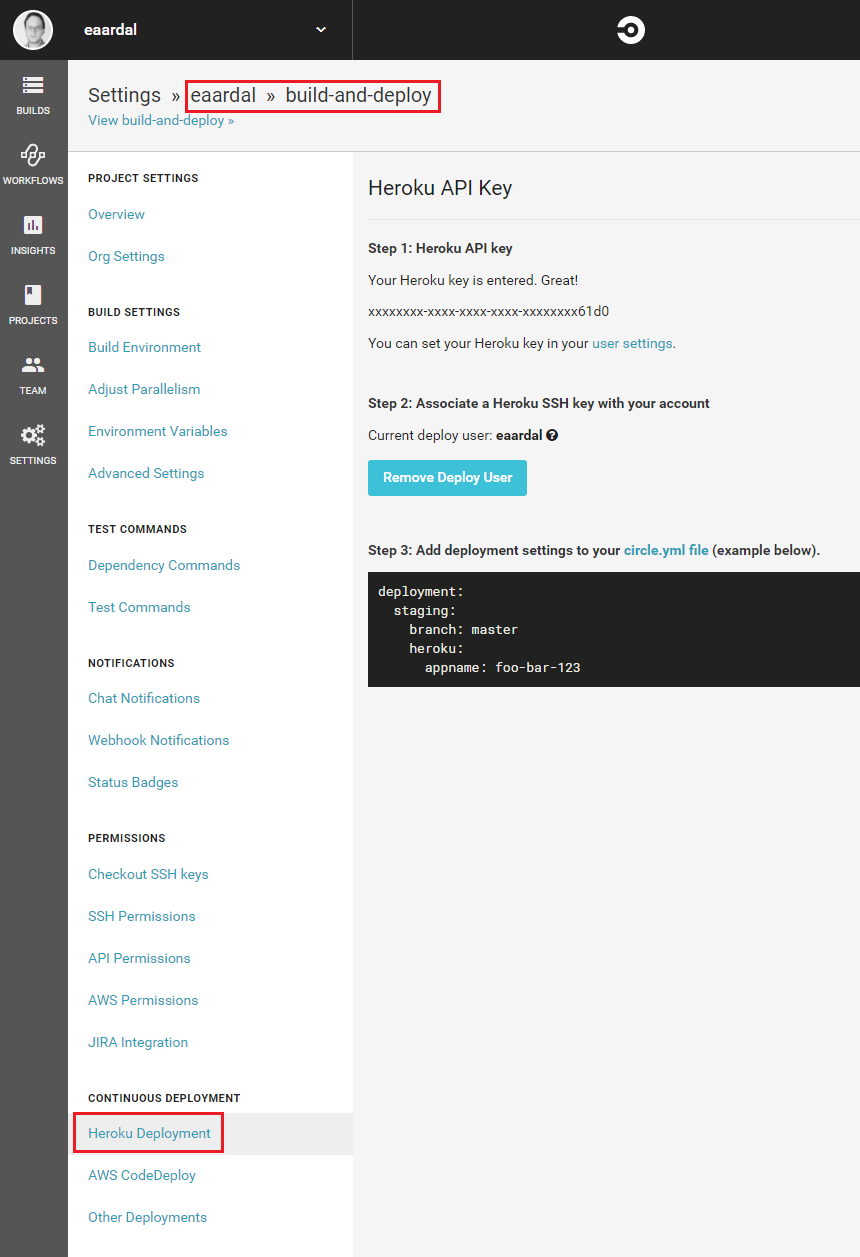 eaardal
BUILDS
WORKFLOWS
INSIGHTS
PROJECTS
TEAM
SETTINGS
Settings » eaardal » build-and-deploy
View build-and-deploy »
PROJECT SETTINGS
Overview
Org Settings
BUILD SETTINGS
Build Environment
Adjust Parallelism
Environment Variables
Advanced Settings
TEST COMMANDS
Dependency Commands
Test Commands
NOTIFICATIONS
Chat Notifications
Webhook Notifications
Status Badges
PERMISSIONS
Checkout SSH keys
SSH Permissions
API Permissions
AWS Permissions
JIRA Integration
CONTINUOUS DEPLOYMENT
Heroku Deployment
AWS CodeDeploy
Other Deployments
Heroku API Key
Step 1: Heroku API key
Your Heroku key is entered. Great!
xxxxxxxx-xxxx-xxxx-xxxx-xxxxxxxx61d0
You can set your Heroku key in your user settings.
Step 2: Associate a Heroku SSH key with your account
Current deploy user: eaardal ?
Remove Deploy User
Step 3: Add deployment settings to your circle.yml file (example below).
deployment:
  staging:
    branch: master
    heroku:
      appname: foo-bar-123